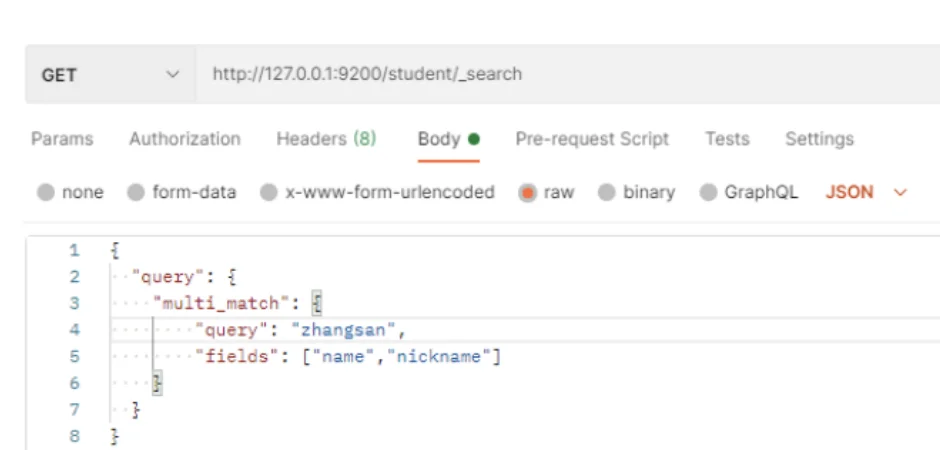 GET http://127.0.0.1:9200/student/_search
Params Authorization Headers (8) Body Pre-request Script Tests Settings
none form-data x-www-form-urlencoded raw binary GraphQL JSON
1 {
2 "query": {
3 "multi_match": {
4 "query": "zhangsan",
5 "fields": ["name","nickname"]
6 }
7 }
8 }